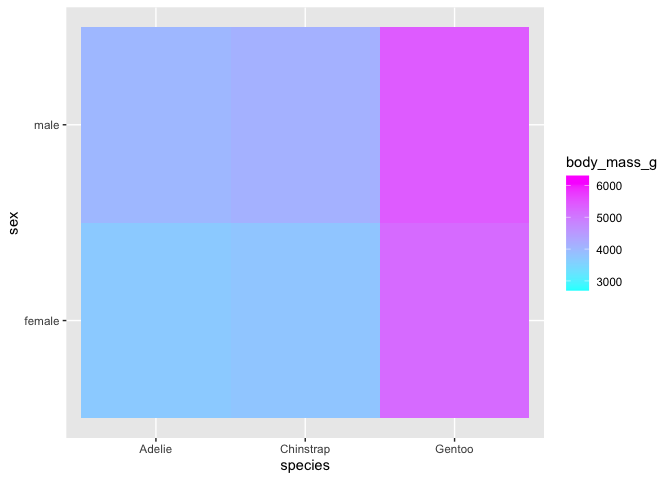 body_mass_g
6000
5000
4000
3000
male
female
sex
Adelie Chinstrap Gentoo
species